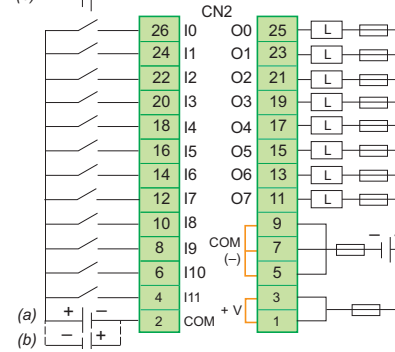 CN2
26 I0 O0 25 L
24 I1 O1 23 L
22 I2 O2 21 L
20 I3 O3 19 L
18 I4 O4 17 L
16 I5 O5 15 L
14 I6 O6 13 L
12 I7 O7 11 L
10 I8 9
8 I9 COM (–) 7 –
6 I10 5
4 I11 3
(a) + – 2 COM + V 1
(b) – +